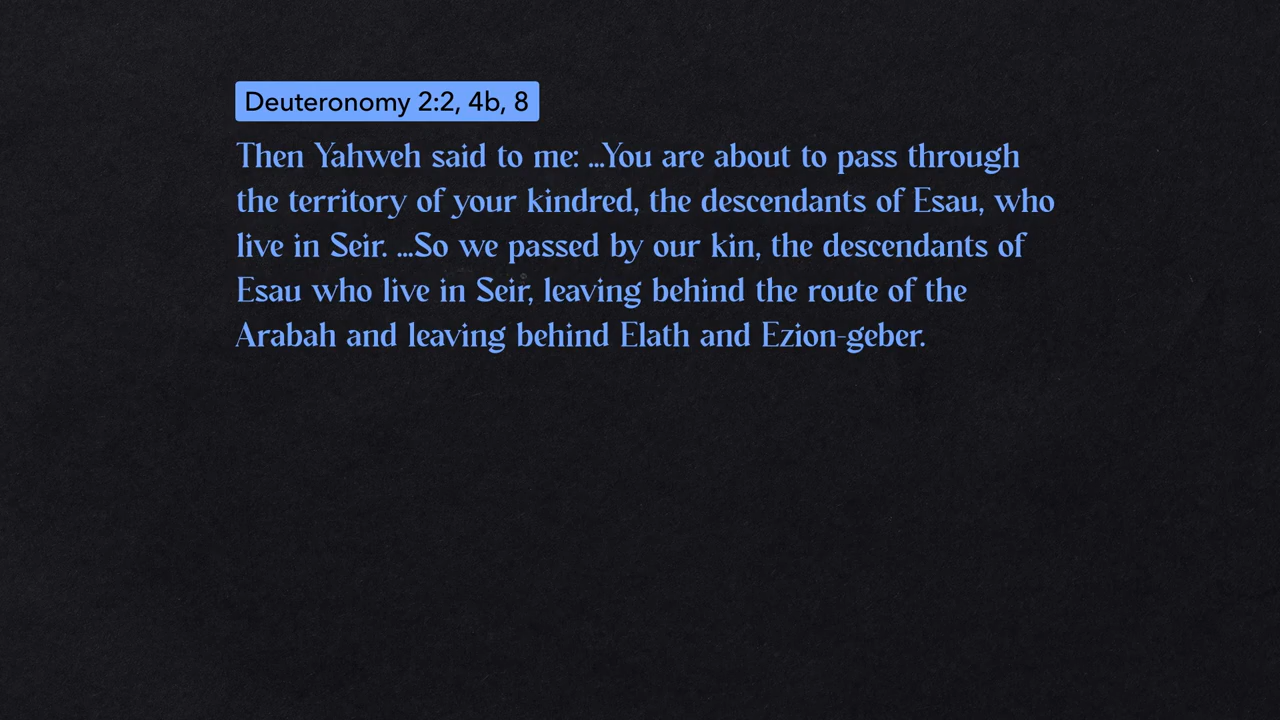 Deuteronomy 2:2, 4b, 8
Then Yahweh said to me: ...You are about to pass through
the territory of your kindred, the descendants of Esau, who
live in Seir. ...So we passed by our kin, the descendants of
Esau who live in Seir, leaving behind the route of the
Arabah and leaving behind Elath and Ezion-geber.